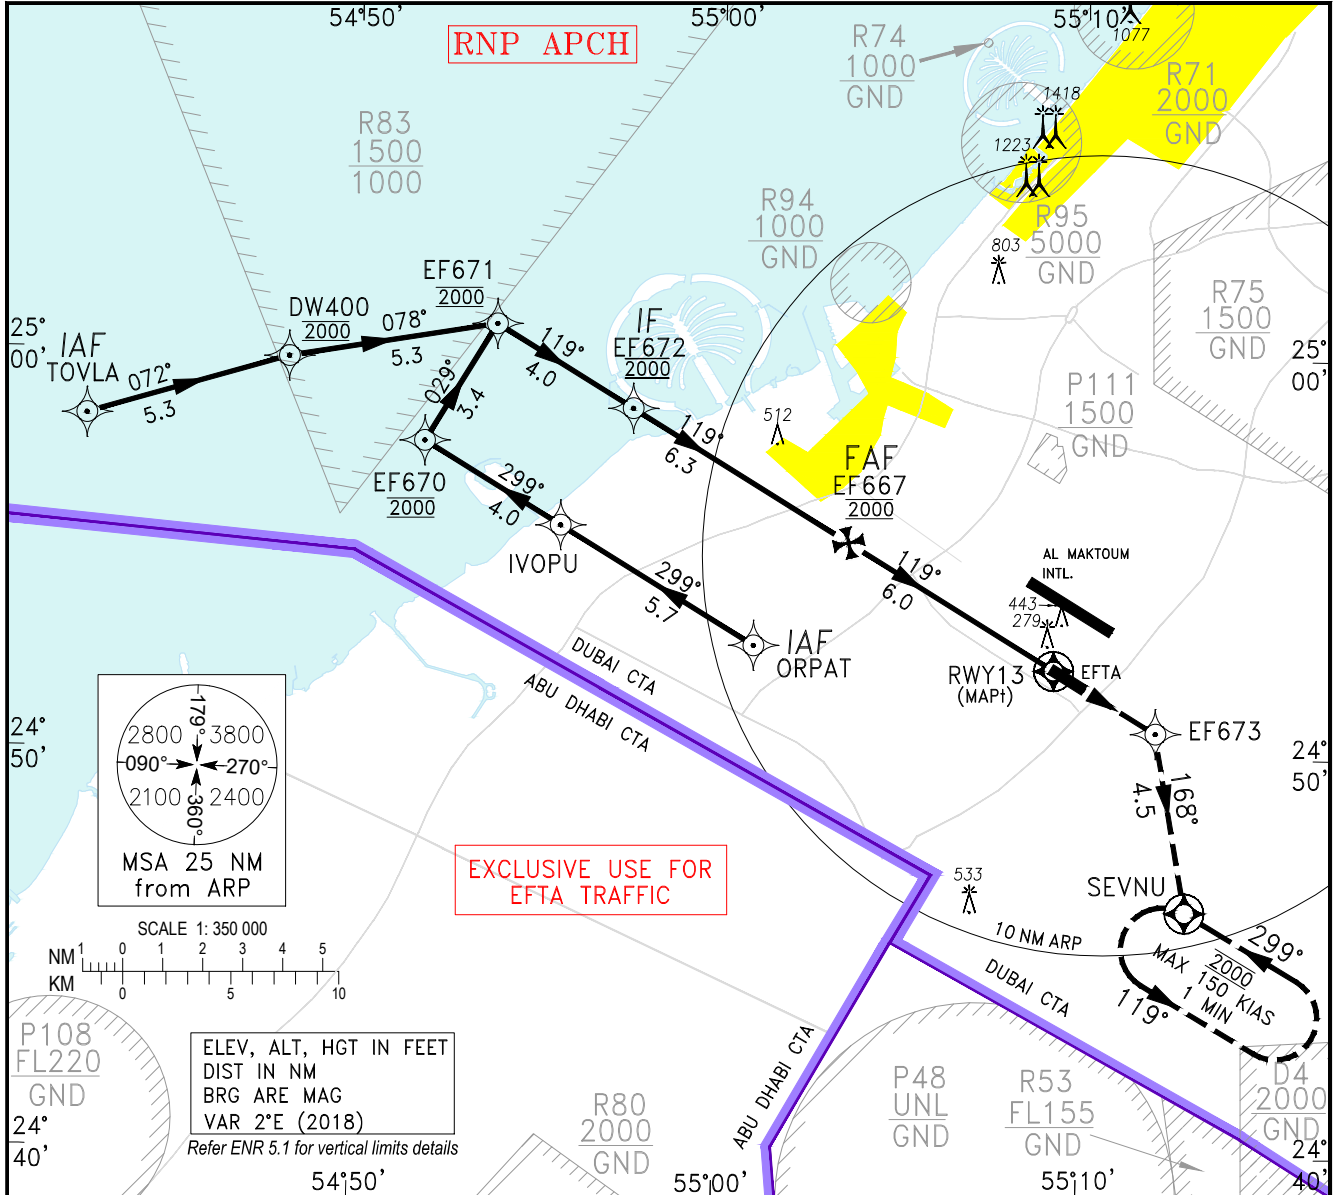 54°50'
55°00'
55°10'
RNP APCH
R74
1000
GND
1077
R71
2000
GND
1418
1223
R83
1500
1000
R94
1000
GND
R95
5000
GND
803
R75
1500
GND
EF671
2000
DW400
2000
078°
5.3
25°
00'
IAF
TOVLA
072°
5.3
119°
4.0
IF
EF672
2000
25°
00'
029°
3.4
P111
1500
GND
512
119°
6.3
FAF
EF667
2000
EF670
2000
299°
4.0
IVOPU
299°
5.7
119°
6.0
AL MAKTOUM
INTL.
443
279
IAF
ORPAT
RWY13
(MAPt)
EFTA
DUBAI CTA
ABU DHABI CTA
EF673
24°
50'
24°
50'
179°
2800
3800
090°
270°
2100
2400
360°
MSA 25 NM
from ARP
168°
4.5
EXCLUSIVE USE FOR
EFTA TRAFFIC
533
SEVNU
SCALE 1: 350 000
NM
1 0 1 2 3 4 5
KM
0 5 10
10 NM ARP
299°
2000
MAX 150 KIAS
1 MIN
119°
DUBAI CTA
P108
FL220
GND
ELEV, ALT, HGT IN FEET
DIST IN NM
BRG ARE MAG
VAR 2°E (2018)
Refer ENR 5.1 for vertical limits details
ABU DHABI CTA
R80
2000
GND
P48
UNL
GND
R53
FL155
GND
D4
2000
GND
24°
40'
24°
40'
54°50'
55°00'
55°10'